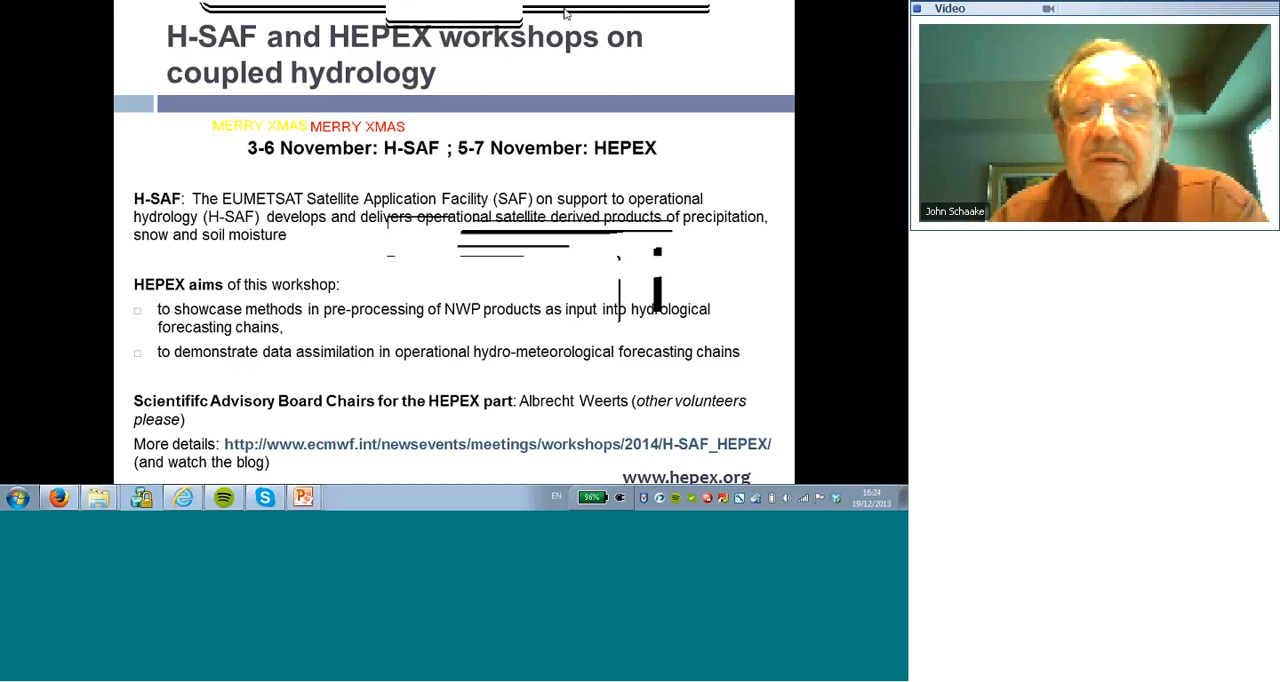 H-SAF and HEPEX workshops on
coupled hydrology
MERRY XMAS MERRY XMAS
3-6 November: H-SAF ; 5-7 November: HEPEX
H-SAF: The EUMETSAT Satellite Application Facility (SAF) on support to operational
hydrology (H-SAF) develops and delivers operational satellite derived products of precipitation,
snow and soil moisture
HEPEX aims of this workshop:
to showcase methods in pre-processing of NWP products as input into hydrological
forecasting chains,
to demonstrate data assimilation in operational hydro-meteorological forecasting chains
Scientififc Advisory Board Chairs for the HEPEX part: Albrecht Weerts (other volunteers
please)
More details: http://www.ecmwf.int/newsevents/meetings/workshops/2014/H-SAF_HEPEX/
(and watch the blog)
www.hepex.org
EN
96%
16:24
19/12/2013
Video
John Schaake